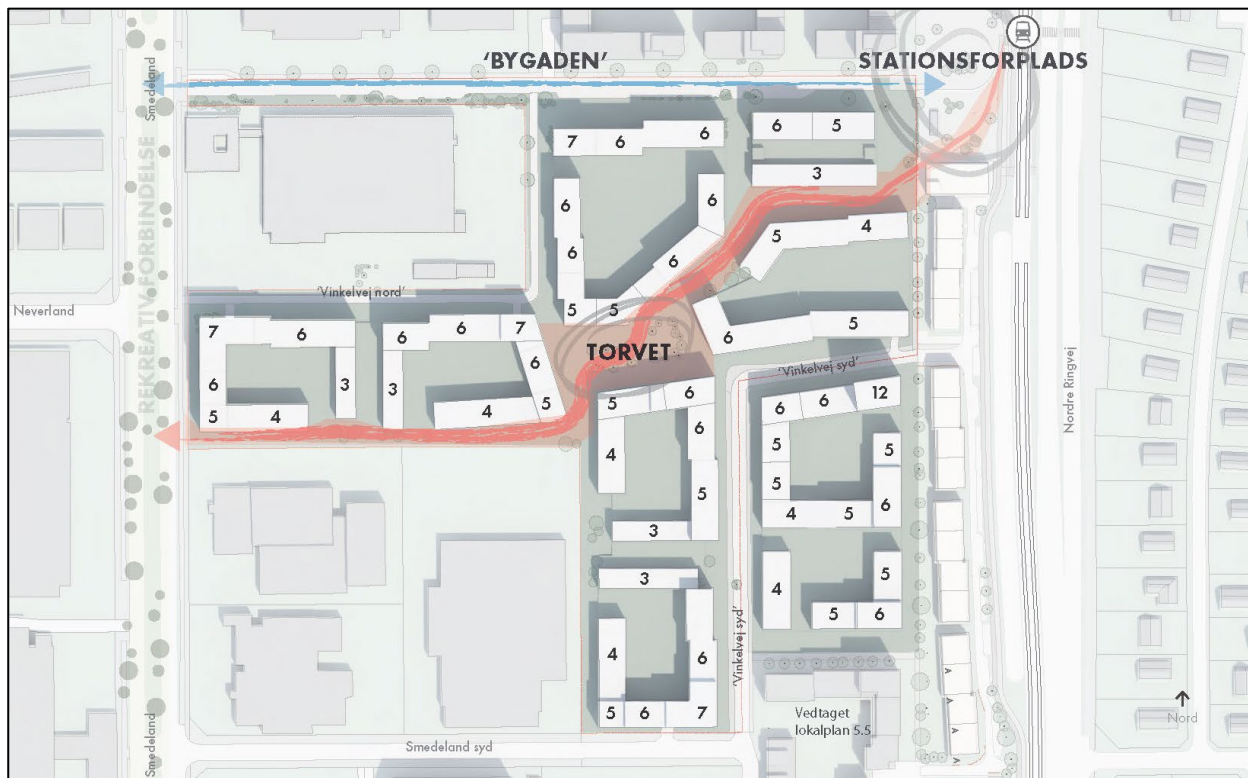 'BYGADEN'
STATIONSFORPLADS
Smedeland
REKREATIV FORBINDELSE
7 6 6
6 5
3
6
6
6
6
6
5 5
5 4
6 5
Neverland
'Vinkelvej nord'
7 6
6
5 4
3
6 6 7
3
6
4 5
TORVET
'Vinkelvej syd'
Nordre Ringvej
5 6
4
6
5
3
6 6 12
5
5
4 5
5
6
3
4
6
5 6 7
'Vinkelvej syd'
4
5
5 6
Vedtaget
lokalplan 5.5
Smedeland syd
Smedeland
A
A
A
A
Nord